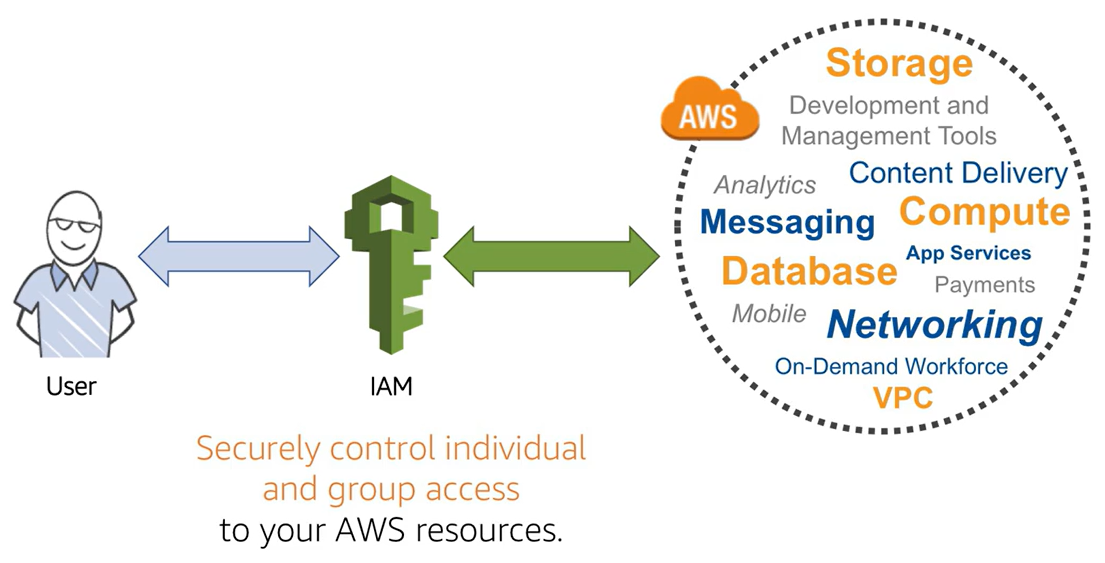 Storage
AWS
Development and
Management Tools
Content Delivery
Analytics
Compute
Messaging
App Services
Database
Payments
Mobile
Networking
On-Demand Workforce
VPC
User
IAM
Securely control individual
and group access
to your AWS resources.